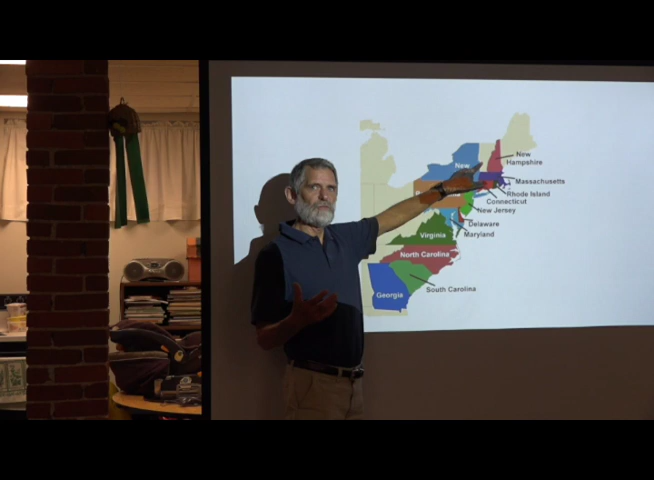 New
New
Hampshire
Massachusetts
Rhode Island
Connecticut
New Jersey
Delaware
Maryland
Virginia
North Carolina
South Carolina
Georgia